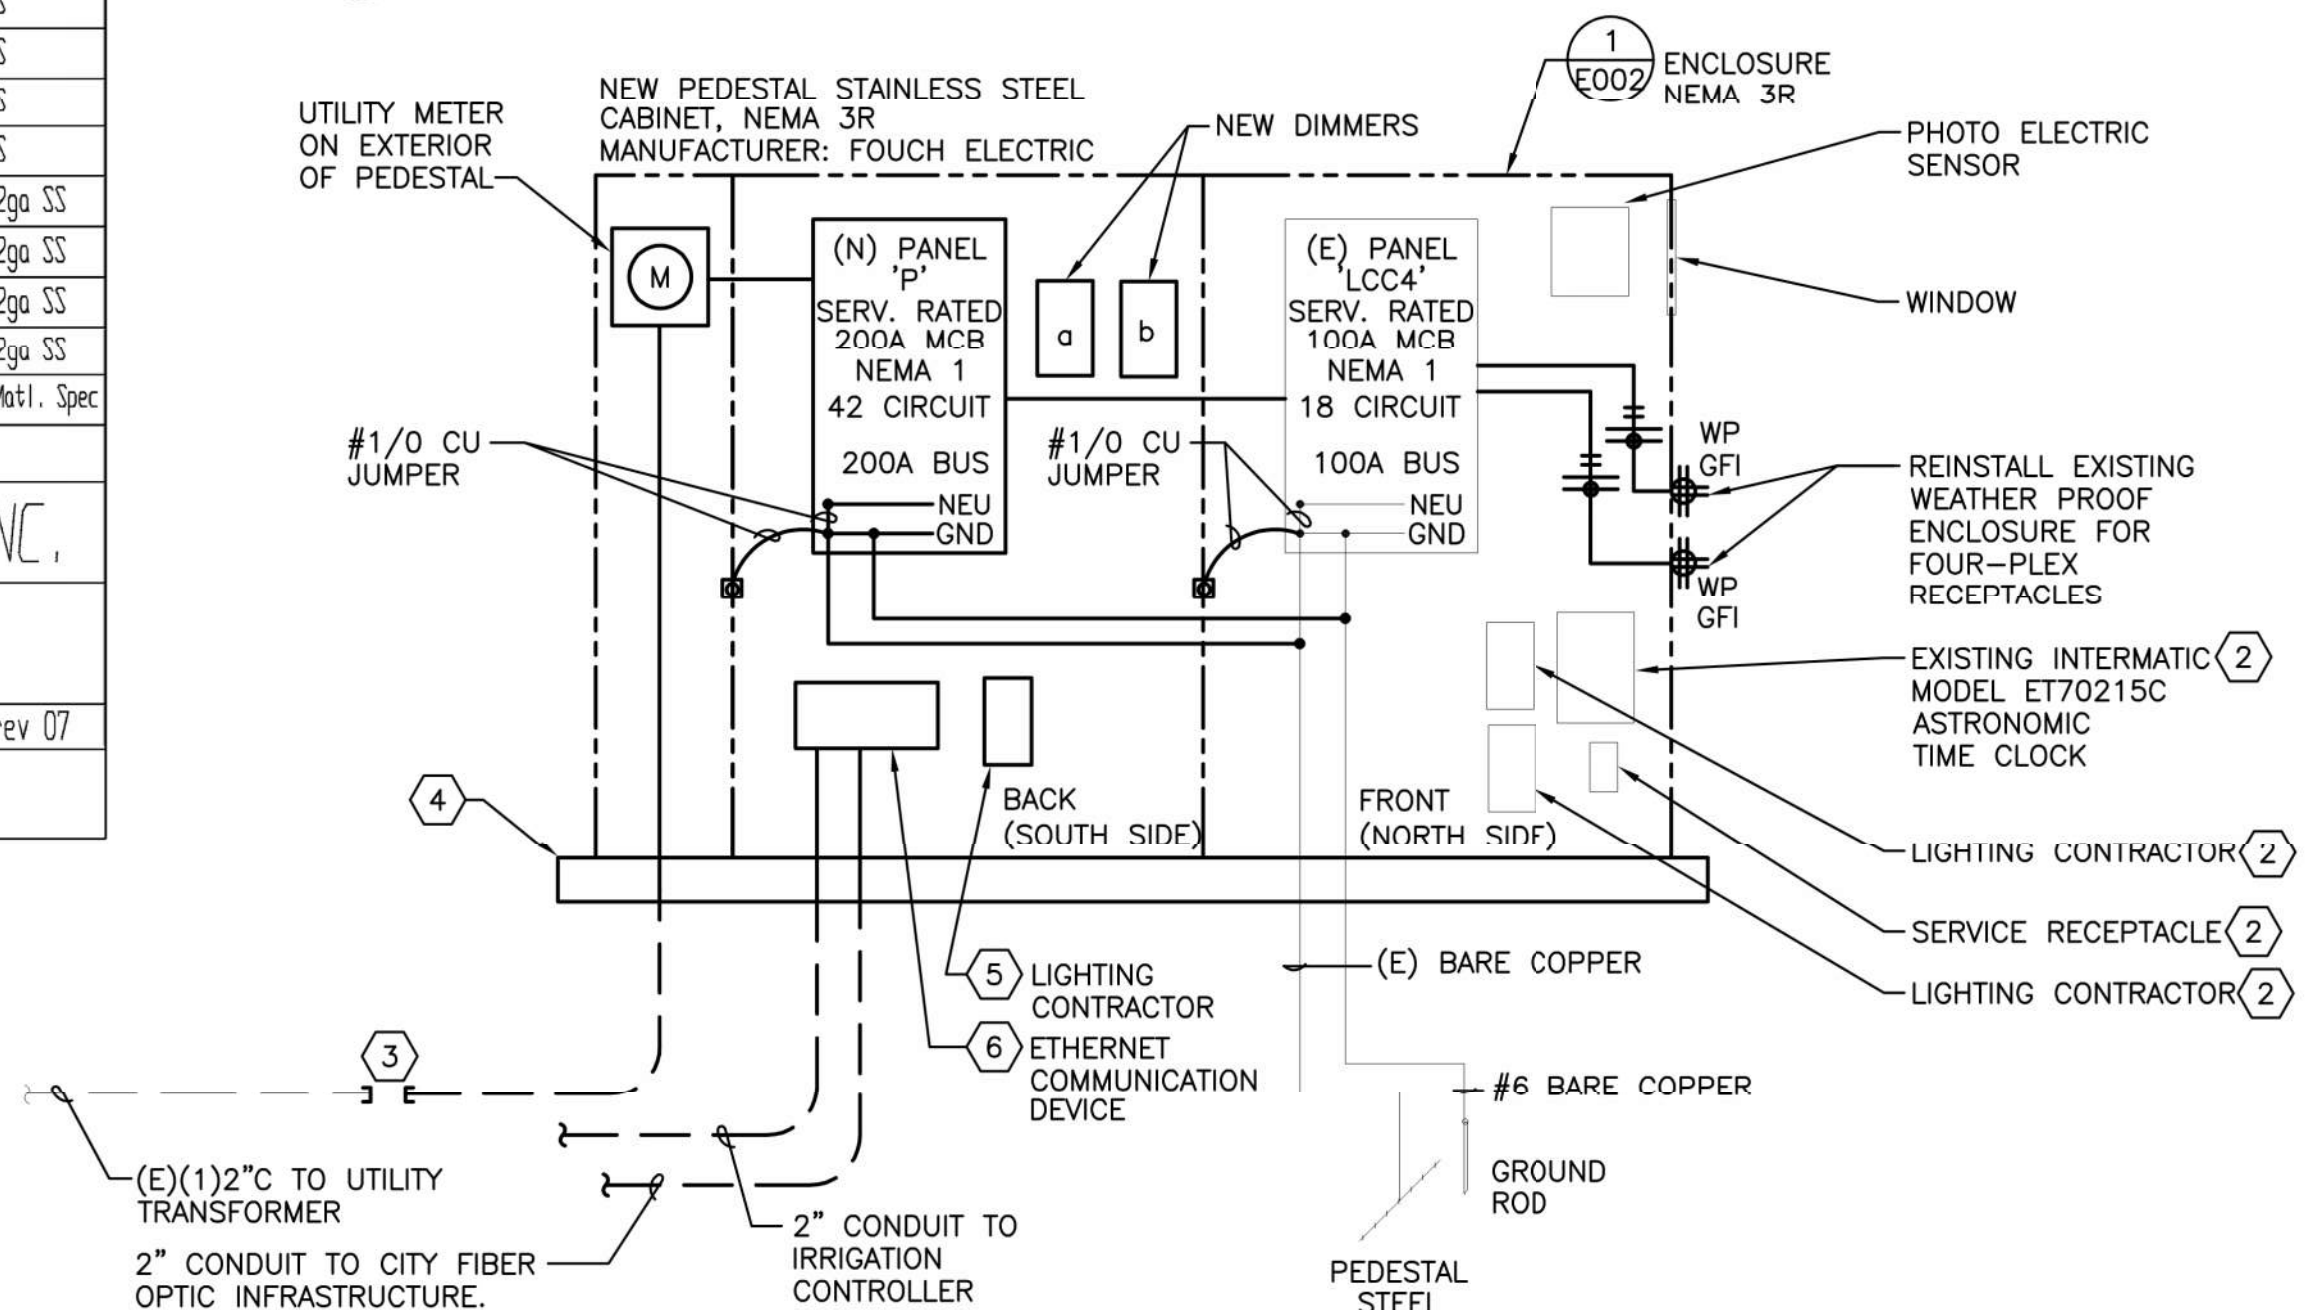 2ga SS
2ga SS
2ga SS
2ga SS
Matl. Spec
NC.
rev 07
UTILITY METER
ON EXTERIOR
OF PEDESTAL
NEW PEDESTAL STAINLESS STEEL
CABINET, NEMA 3R
MANUFACTURER: FOUCH ELECTRIC
NEW DIMMERS
1
E002
ENCLOSURE
NEMA 3R
PHOTO ELECTRIC
SENSOR
WINDOW
M
(N) PANEL
'P'
SERV. RATED
200A MCB
NEMA 1
42 CIRCUIT
200A BUS
NEU
GND
a
b
(E) PANEL
'LCC4'
SERV. RATED
100A MCB
NEMA 1
18 CIRCUIT
100A BUS
NEU
GND
#1/0 CU
JUMPER
#1/0 CU
JUMPER
WP
GFI
WP
GFI
REINSTALL EXISTING
WEATHER PROOF
ENCLOSURE FOR
FOUR-PLEX
RECEPTACLES
EXISTING INTERMATIC 2
MODEL ET70215C
ASTRONOMIC
TIME CLOCK
4
BACK
(SOUTH SIDE)
FRONT
(NORTH SIDE)
LIGHTING CONTRACTOR 2
SERVICE RECEPTACLE 2
LIGHTING CONTRACTOR 2
5 LIGHTING
CONTRACTOR
6 ETHERNET
COMMUNICATION
DEVICE
(E) BARE COPPER
#6 BARE COPPER
3
GROUND
ROD
PEDESTAL
STEEL
(E)(1)2"C TO UTILITY
TRANSFORMER
2" CONDUIT TO CITY FIBER
OPTIC INFRASTRUCTURE.
2" CONDUIT TO
IRRIGATION
CONTROLLER